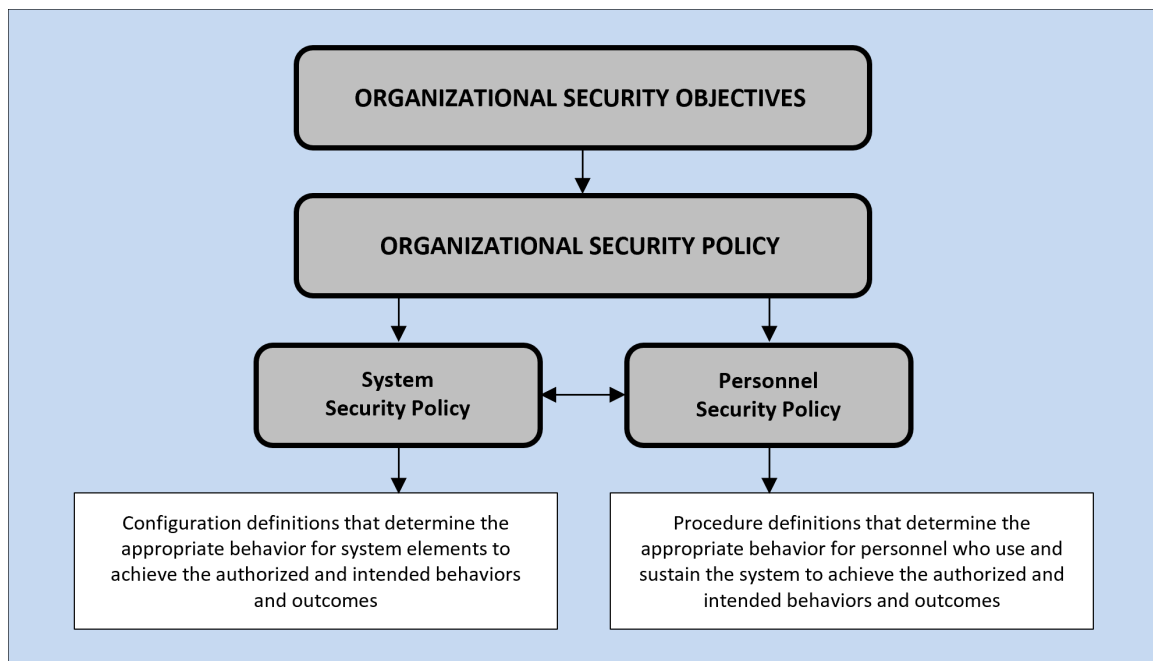 ORGANIZATIONAL SECURITY OBJECTIVES
ORGANIZATIONAL SECURITY POLICY
System
Security Policy
Personnel
Security Policy
Configuration definitions that determine the
appropriate behavior for system elements to
achieve the authorized and intended behaviors
and outcomes
Procedure definitions that determine the
appropriate behavior for personnel who use and
sustain the system to achieve the authorized and
intended behaviors and outcomes